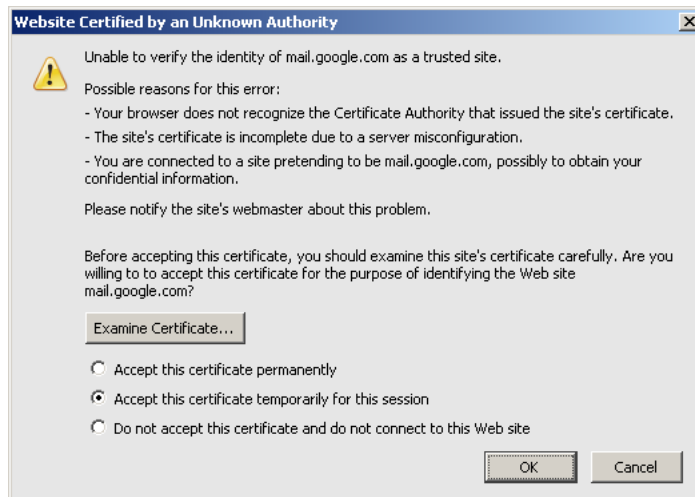 Website Certified by an Unknown Authority
Unable to verify the identity of mail.google.com as a trusted site.
Possible reasons for this error:
- Your browser does not recognize the Certificate Authority that issued the site's certificate.
- The site's certificate is incomplete due to a server misconfiguration.
- You are connected to a site pretending to be mail.google.com, possibly to obtain your
confidential information.
Please notify the site's webmaster about this problem.
Before accepting this certificate, you should examine this site's certificate carefully. Are you
willing to to accept this certificate for the purpose of identifying the Web site
mail.google.com?
Examine Certificate...
Accept this certificate permanently
Accept this certificate temporarily for this session
Do not accept this certificate and do not connect to this Web site
OK Cancel